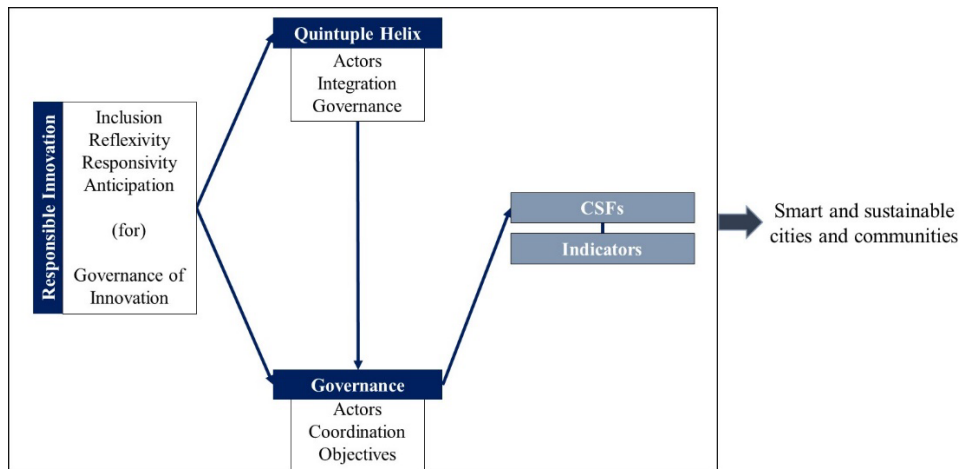 Quintuple Helix
Actors
Integration
Governance
Responsible Innovation
Inclusion
Reflexivity
Responsivity
Anticipation
(for)
Governance of
Innovation
CSFs
Indicators
Smart and sustainable
cities and communities
Governance
Actors
Coordination
Objectives